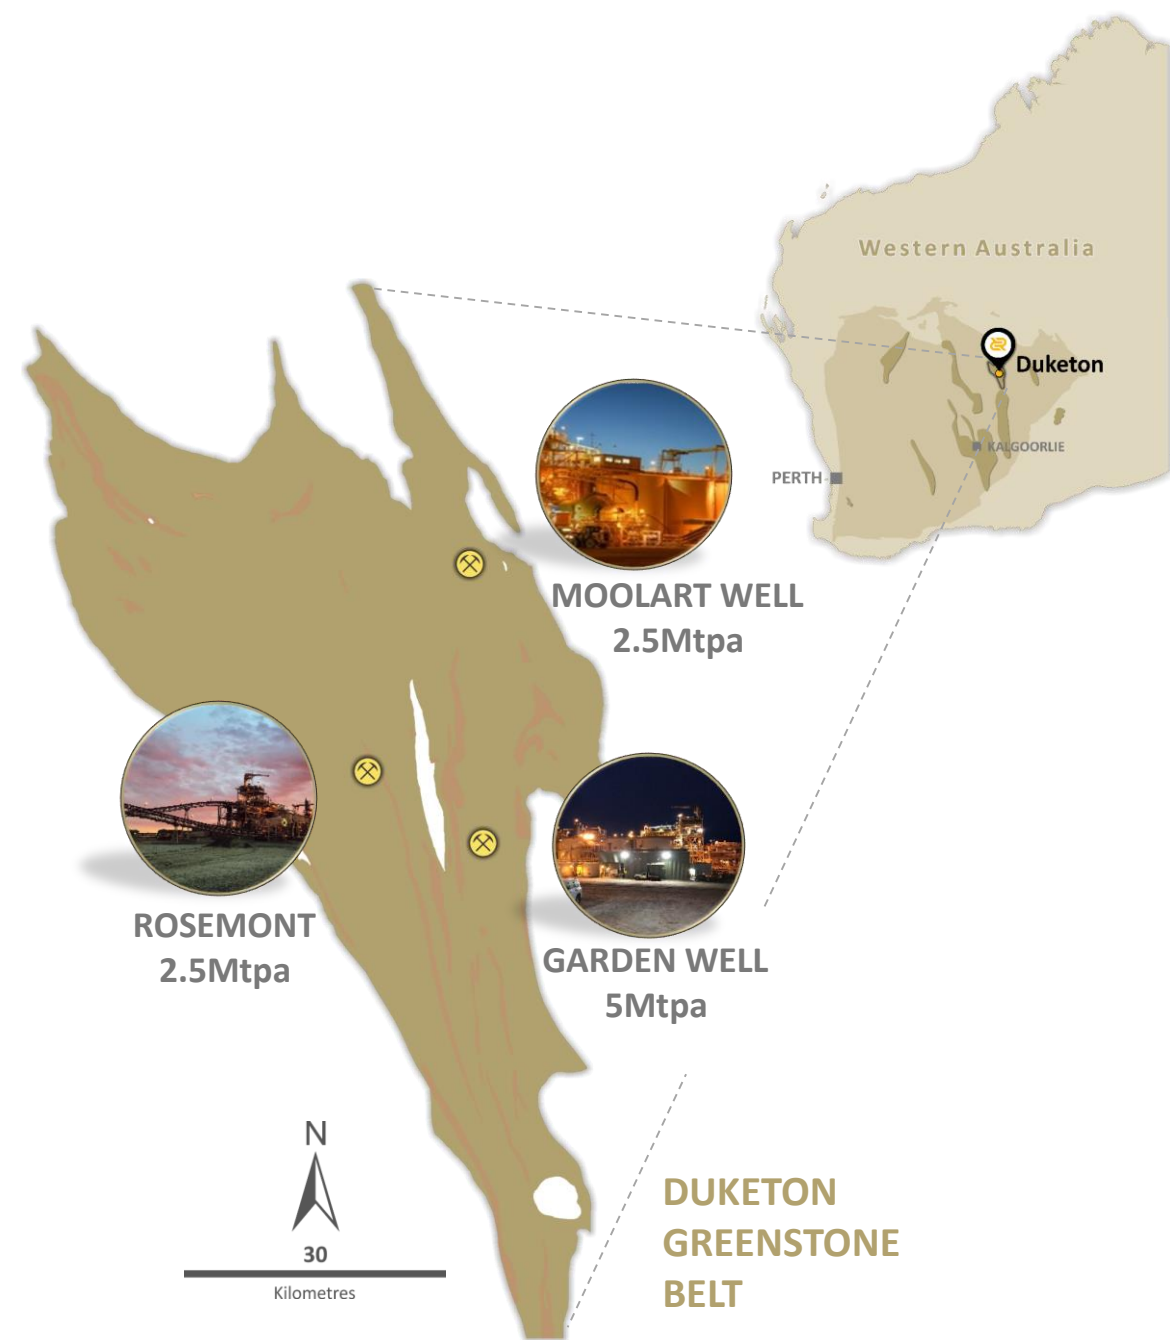 Western Australia
Duketon
KALGOORLIE
PERTH
MOOLART WELL
2.5Mtpa
ROSEMONT
2.5Mtpa
GARDEN WELL
5Mtpa
N
30
Kilometres
DUKETON
GREENSTONE
BELT